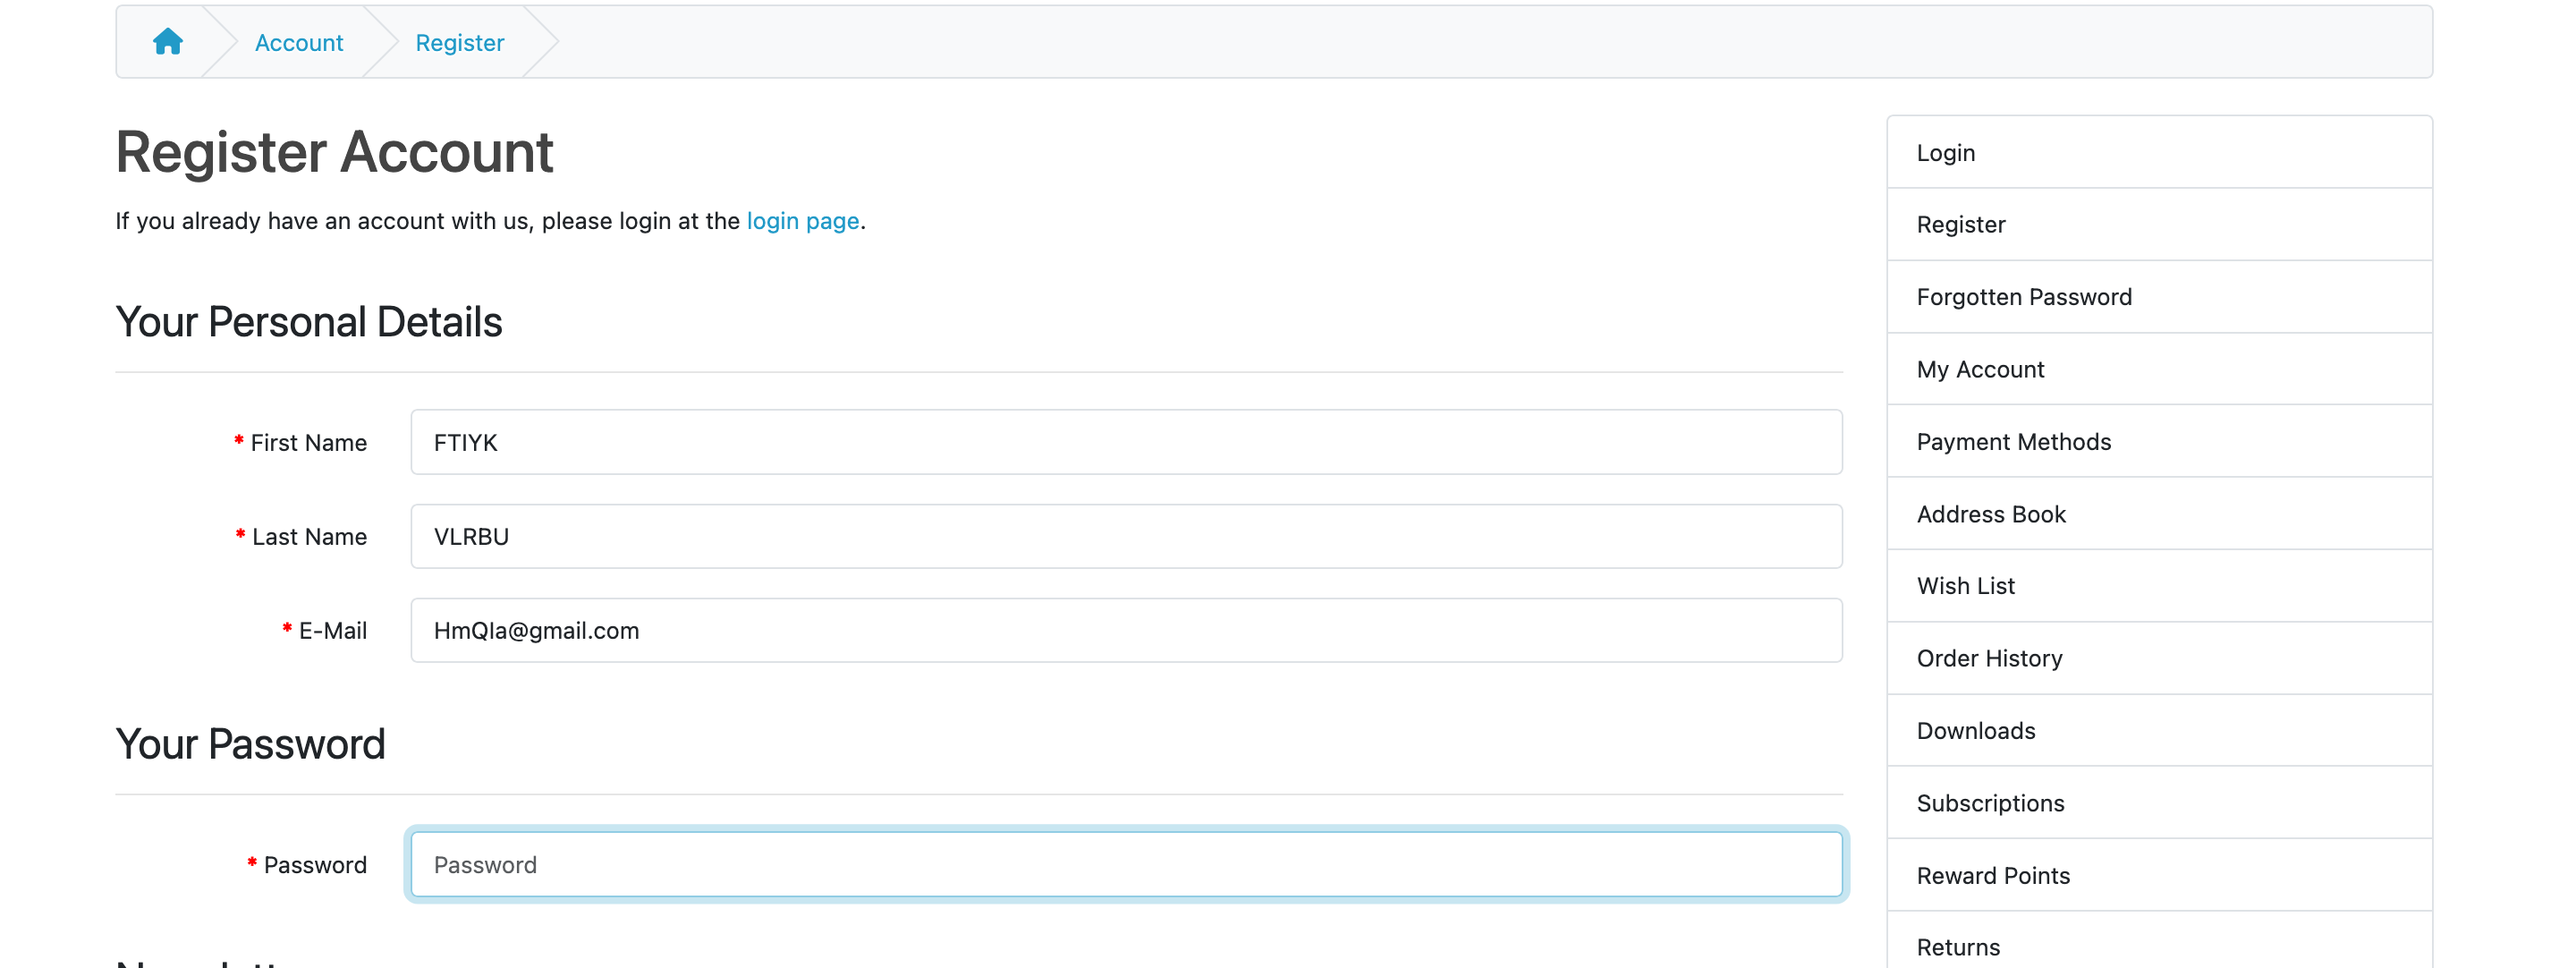 Account
Register
Register Account
If you already have an account with us, please login at the login page.
Your Personal Details
* First Name
FTIYK
* Last Name
VLRBU
* E-Mail
HmQIa@gmail.com
Your Password
* Password
Password
Login
Register
Forgotten Password
My Account
Payment Methods
Address Book
Wish List
Order History
Downloads
Subscriptions
Reward Points
Returns